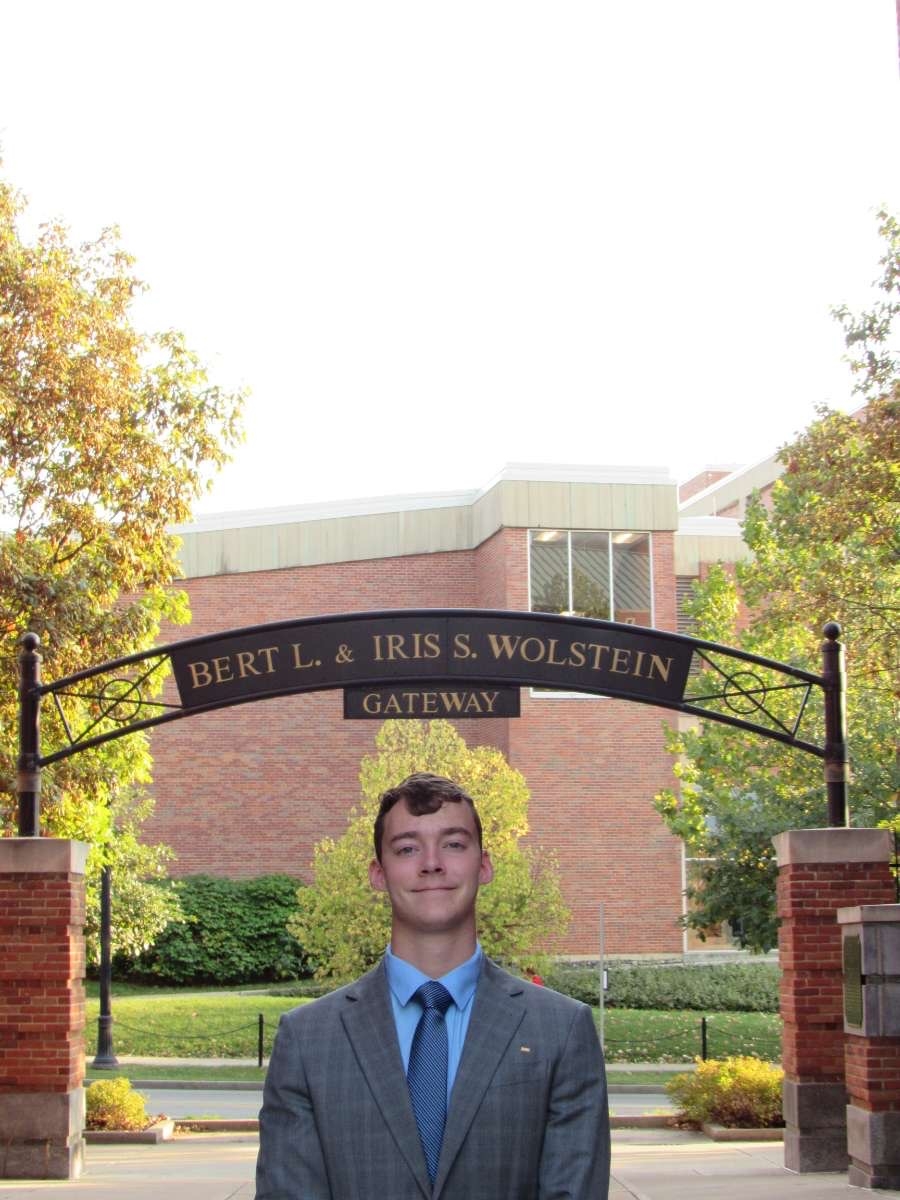 BERT L. & IRIS S. WOLSTEIN
GATEWAY